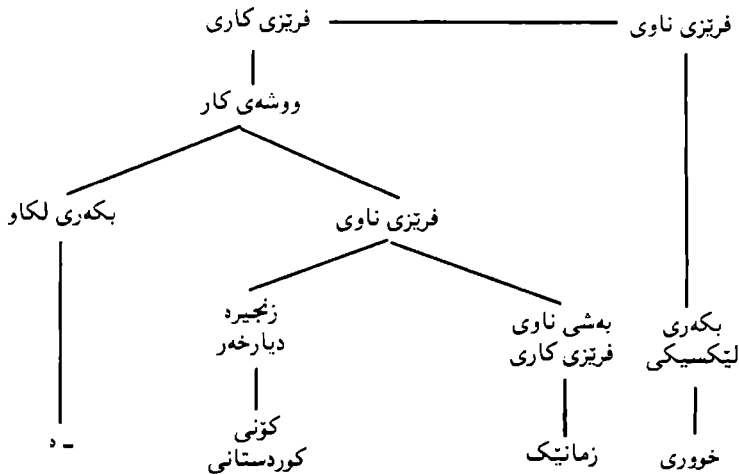 فرێزی ناوی
فرێزی کاری
ووشەی کار
فرێزی ناوی
بکەری لکاو
بکەری
لێکسیکی
بەشی ناوی
فرێزی کاری
زنجیرە
دیارخەر
خووری
زمانێک
کۆنی
کوردستانی
ـ ە